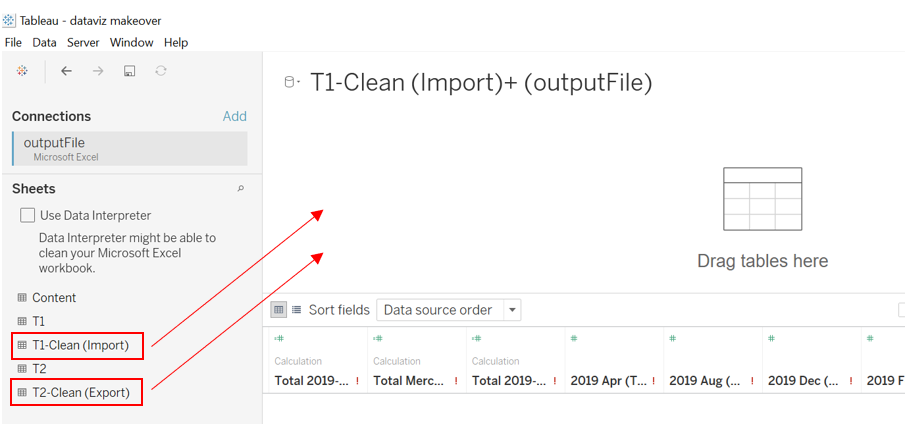 Tableau - dataviz makeover
File Data Server Window Help
Connections Add
outputFile
Microsoft Excel
Sheets
Use Data Interpreter
Data Interpreter might be able to
clean your Microsoft Excel
workbook.
Content
T1
T1-Clean (Import)
T2
T2-Clean (Export)
T1-Clean (Import)+ (outputFile)
Drag tables here
Sort fields Data source order
Calculation Calculation Calculation
Total 2019-... ! Total Merc... ! Total 2019-... ! 2019 Apr (T... ! 2019 Aug (... ! 2019 Dec (... ! 2019 F